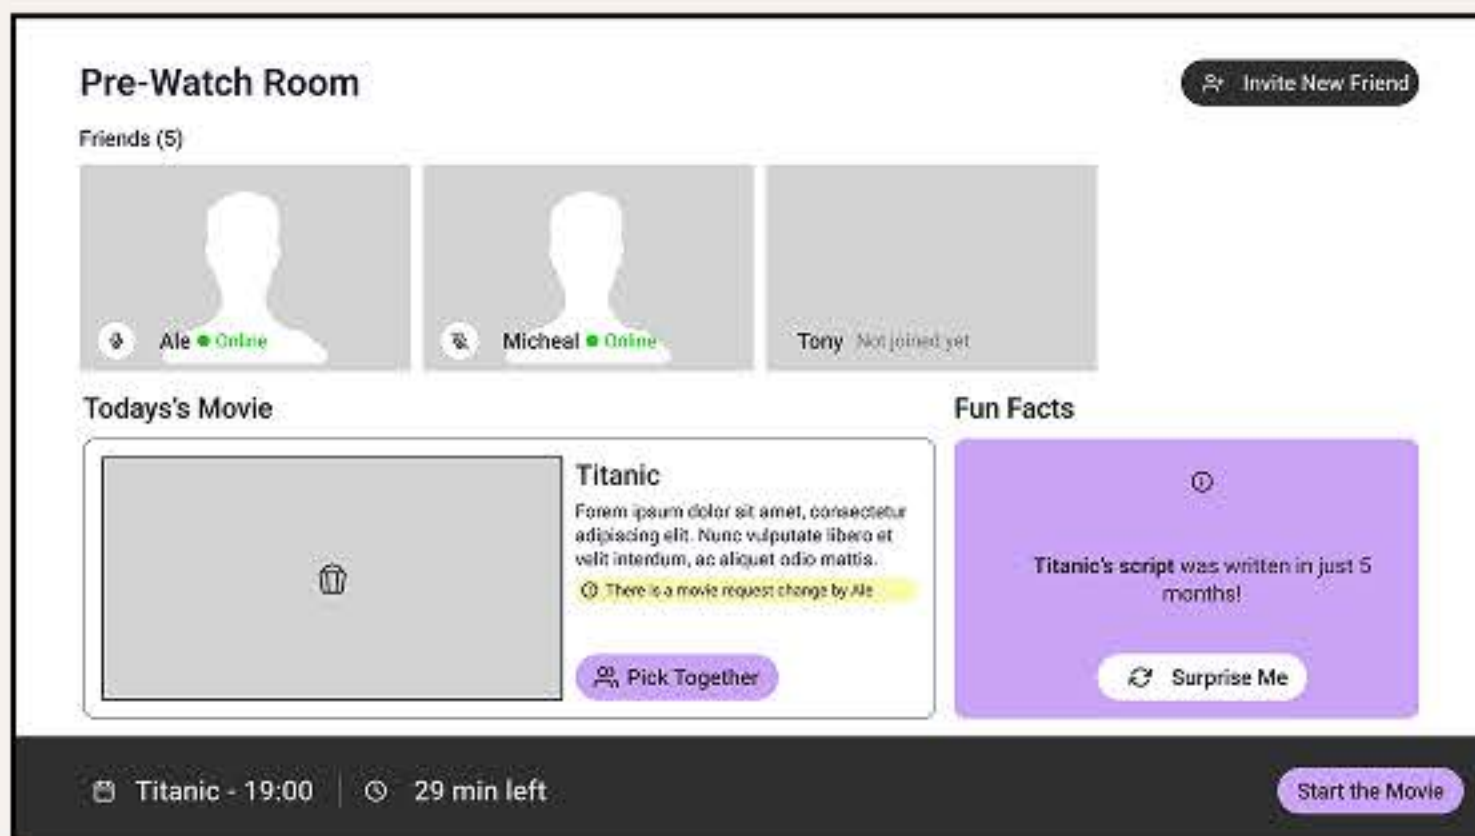 Pre-Watch Room
Invite New Friend
Friends (5)
Ale Online
Micheal Online
Tony Not joined yet
Todays's Movie
Fun Facts
Titanic
Forem ipsum dolor sit amet, consectetur
adipiscing elit. Nunc vulputate libero et
velit interdum, ac aliquet odio mattis.
There is a movie request change by Ale
Pick Together
Titanic's script was written in just 5
months!
Surprise Me
Titanic - 19:00
29 min left
Start the Movie